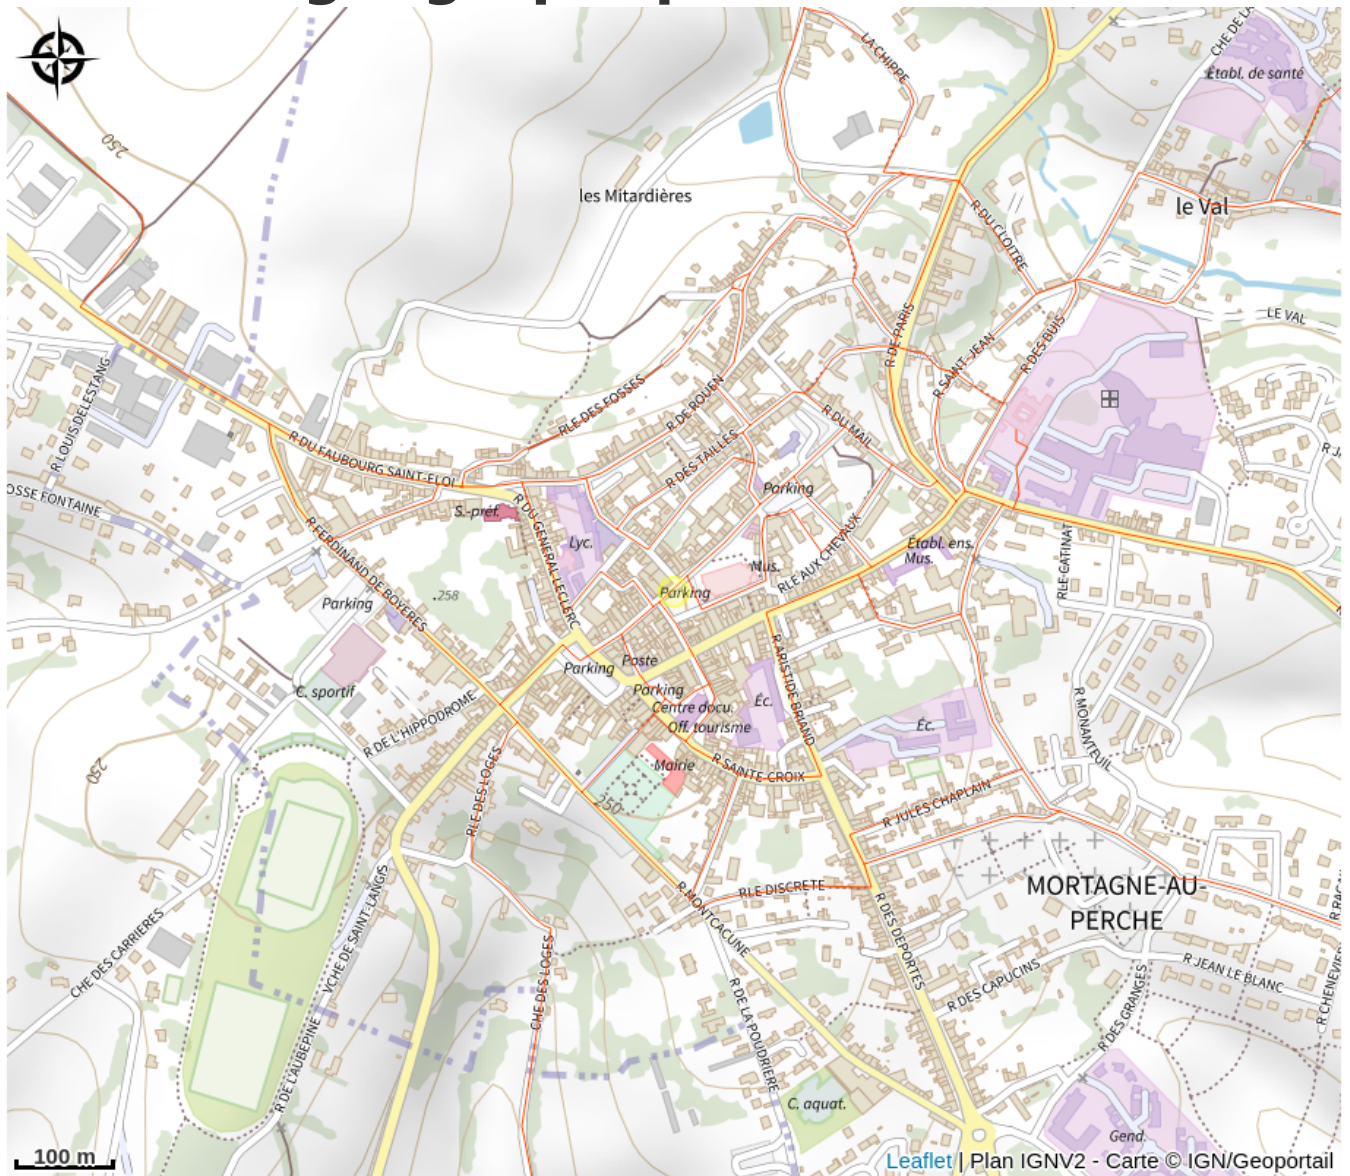 LA CHIPPE
CHE DE LA
Établ. de santé
250
les Mitardières
le Val
R DU CLOITRE
LE VAL
R DE PARIS
R SAINT-JEAN
R DES BUIS
R LOUIS DELESTANG
RLE DES FOSSES
R DE ROUEN
R DU MAIL
R DES TAILLES
R DU FAUBOURG SAINT-ELOI
OSSE FONTAINE
S.-préf.
Parking
R DU GENERAL LECLERC
Lyc.
R FERDINAND DE BOYERES
RLE AUX CHEVAUX
Établ. ens.
Mus.
Mus.
RLE CATINAT
.258
Parking
Parking
Parking
Poste
Parking
C. sportif
Centre docu.
Off. tourisme
R ARISTIDE BRIAND
Éc.
Éc.
R DE L'HIPPODROME
R MONANTEUIL
RLE DES LOGES
Mairie
R SAINTE-CROIX
250
250
R JULES CHAPLAIN
MORTAGNE-AU-
PERCHE
RLE DISCRETE
R MONTCACUNE
R DES DEPORTES
VCHE DE SAINT-LANGIS
CHE DES CARRIERES
CHE DES LOGES
R DE LA POUDRIERE
R DES CAPUCINS
R JEAN LE BLANC
R DES GRANGES
R DE L'AUBEPINE
C. aquat.
Gend.
100 m
Leaflet | Plan IGNV2 - Carte © IGN/Geoportail